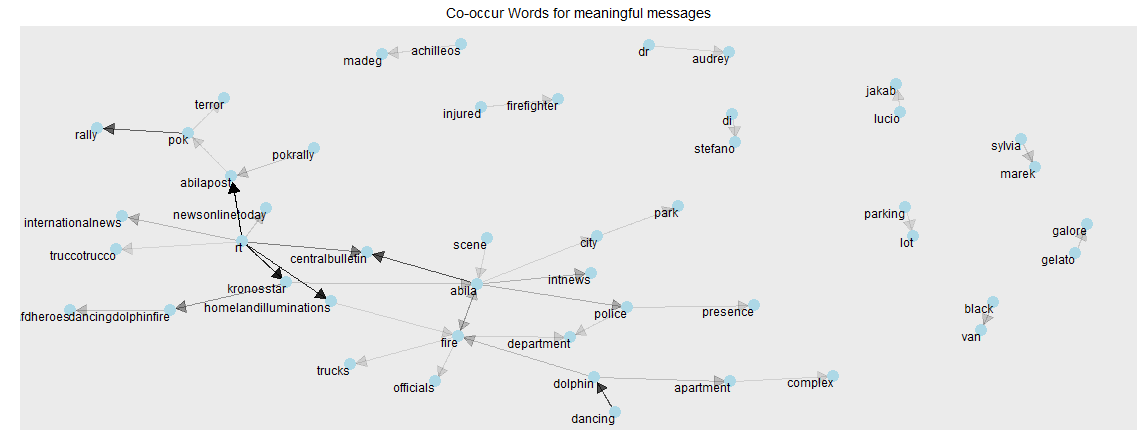 Co-occur Words for meaningful messages
achilleos
madeg
dr
audrey
jakab
lucio
terror
injured
firefighter
rally
pok
di
stefano
sylvia
marek
pokrally
abilapost
newsonlinetoday
internationalnews
park
parking
lot
galore
gelato
truccotrucco
rt
scene
city
centralbulletin
kronosstar
abila
intnews
homelandilluminations
fdheroes
dancingdolphinfire
police
presence
black
van
fire
department
trucks
officials
dolphin
apartment
complex
dancing